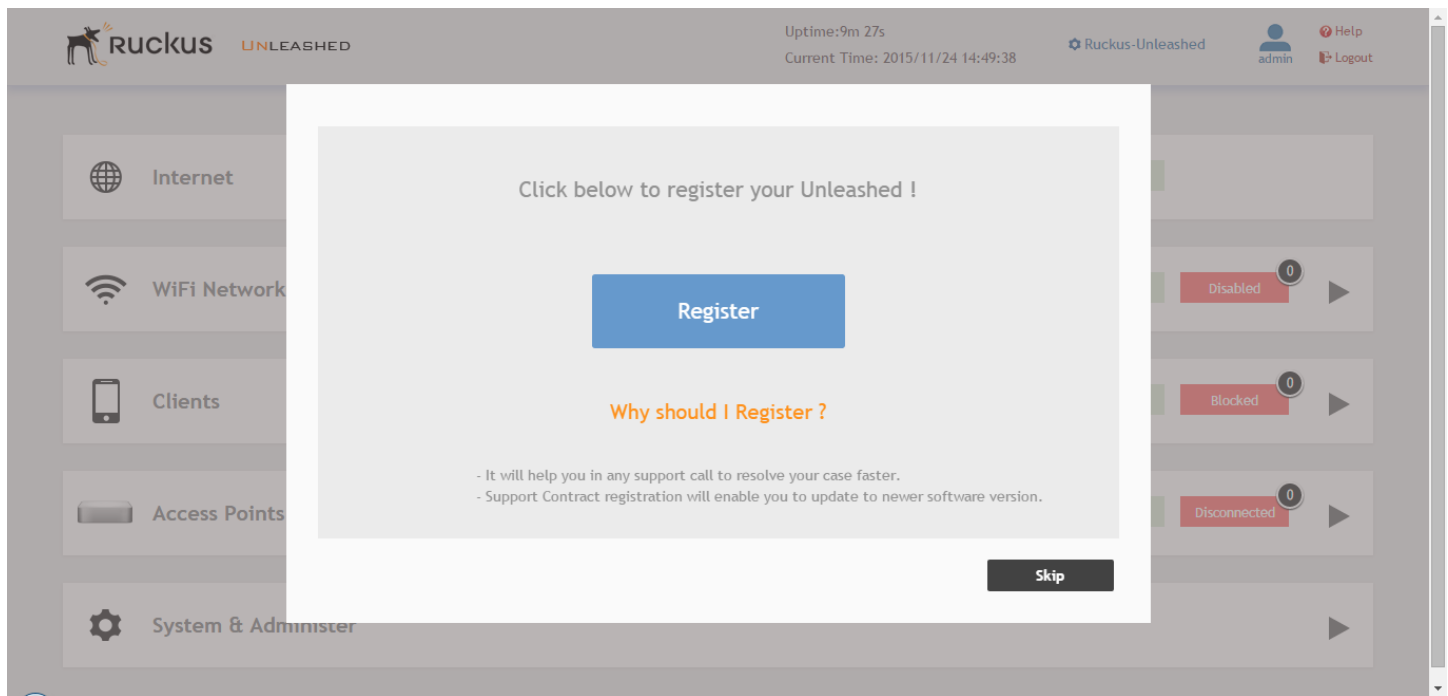 Ruckus UNLEASHED
Uptime:9m 27s
Current Time: 2015/11/24 14:49:38
Ruckus-Unleashed
admin
Help
Logout
Internet
Click below to register your Unleashed !
WiFi Network
Register
Disabled
0
Clients
Why should I Register ?
Blocked
0
- It will help you in any support call to resolve your case faster.
- Support Contract registration will enable you to update to newer software version.
Access Points
Disconnected
0
Skip
System & Administer